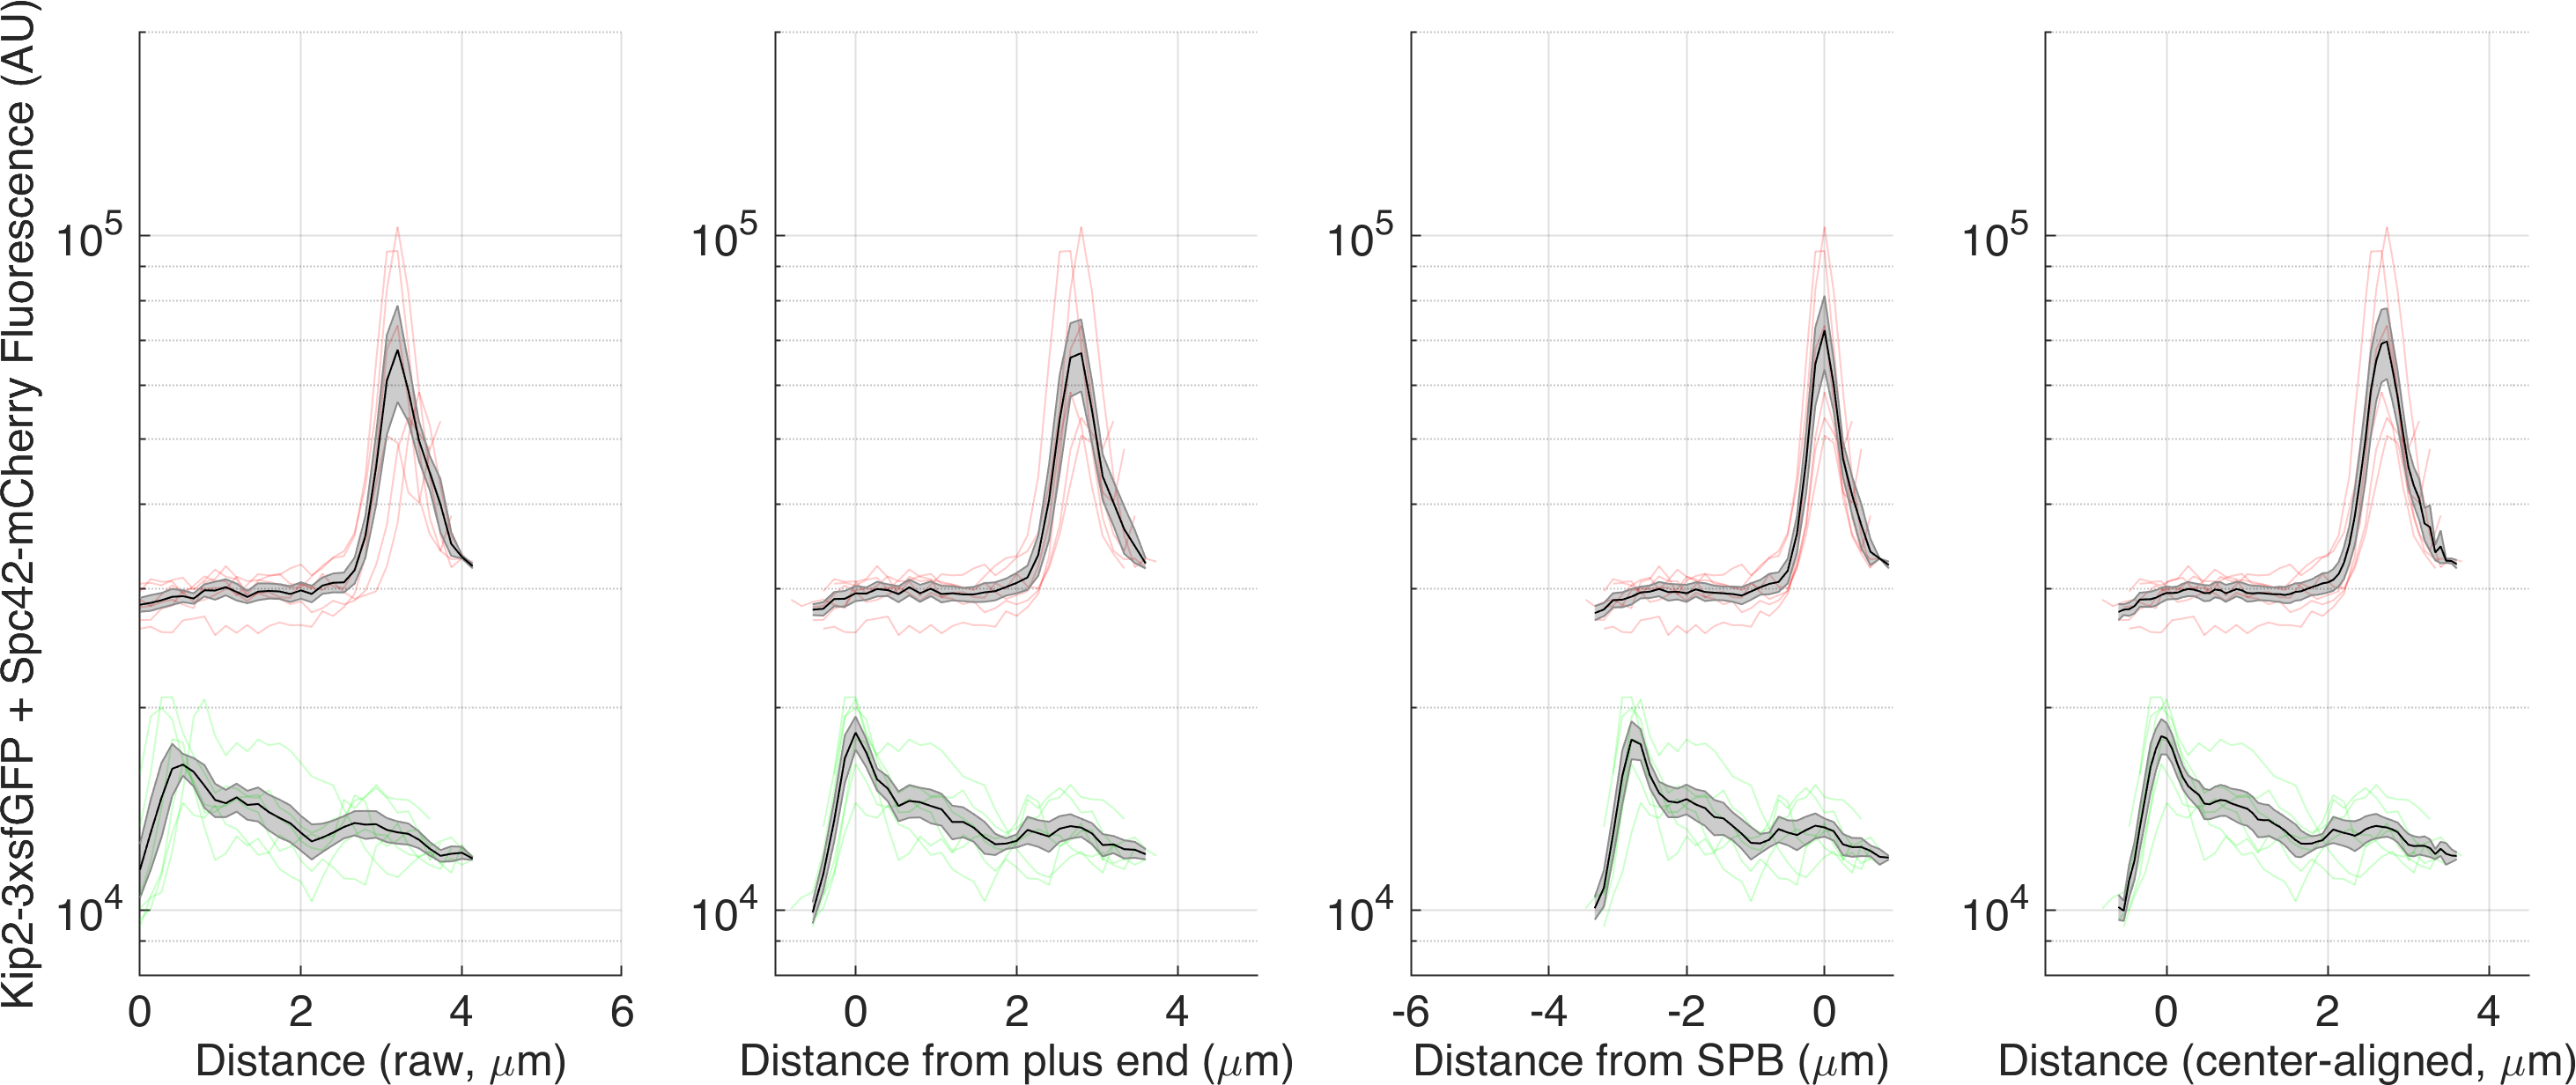 Kip2-3xsfGFP + Spc42-mCherry Fluorescence (AU)
10^5
10^4
0 2 4 6
Distance (raw, μm)
10^5
10^4
0 2 4
Distance from plus end (μm)
10^5
10^4
-6 -4 -2 0
Distance from SPB (μm)
10^5
10^4
0 2 4
Distance (center-aligned, μm)